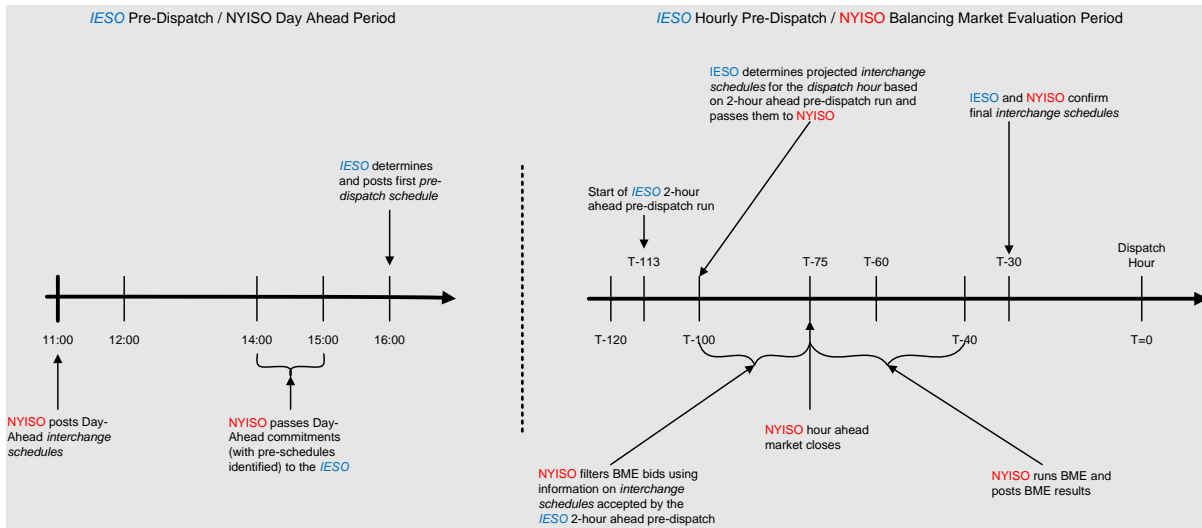 IESO Pre-Dispatch / NYISO Day Ahead Period
IESO Hourly Pre-Dispatch / NYISO Balancing Market Evaluation Period
IESO determines
and posts first pre-
dispatch schedule
11:00
12:00
14:00
15:00
16:00
NYISO posts Day-
Ahead interchange
schedules
NYISO passes Day-
Ahead commitments
(with pre-schedules
identified) to the IESO
IESO determines projected interchange
schedules for the dispatch hour based
on 2-hour ahead pre-dispatch run and
passes them to NYISO
IESO and NYISO confirm
final interchange schedules
Start of IESO 2-hour
ahead pre-dispatch run
Dispatch
Hour
T-113
T-75
T-60
T-30
T-120
T-100
T-40
T=0
NYISO hour ahead
market closes
NYISO filters BME bids using
information on interchange
schedules accepted by the
IESO 2-hour ahead pre-dispatch
NYISO runs BME and
posts BME results